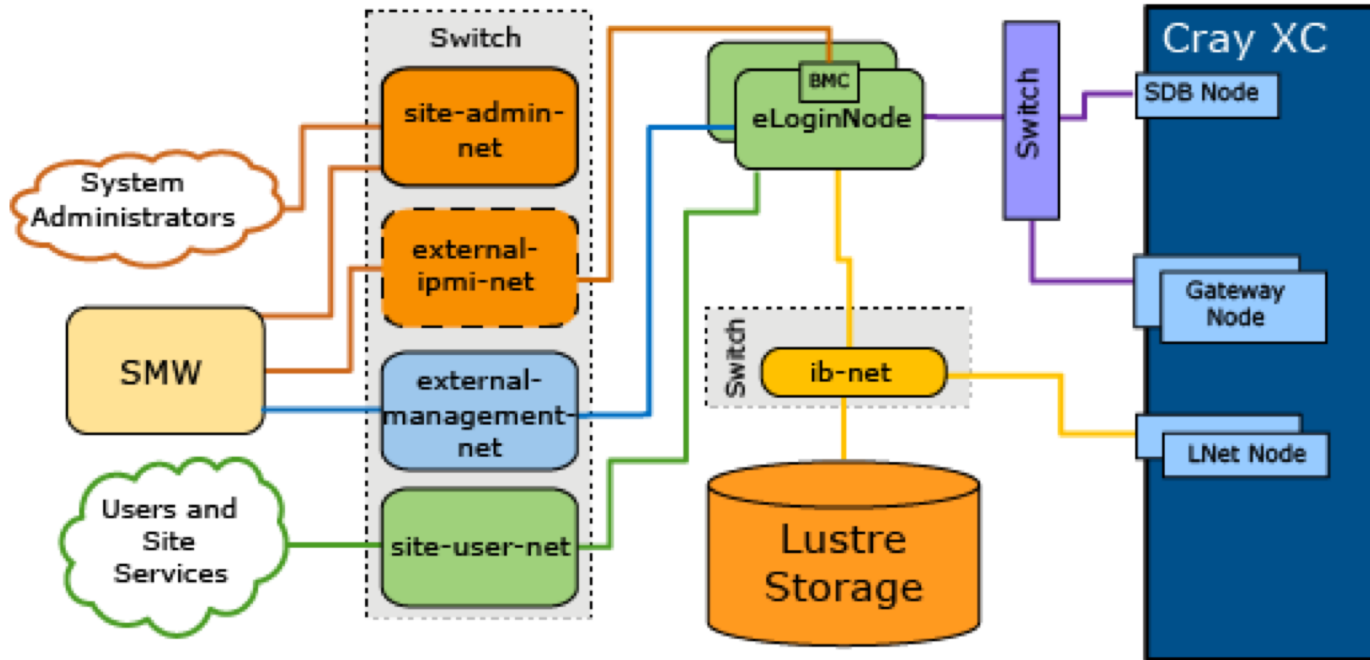 Switch
site-admin-
net
external-
ipmi-net
external-
management-
net
site-user-net
System
Administrators
SMW
Users and
Site
Services
BMC
eLoginNode
Switch
Switch
ib-net
Lustre
Storage
Cray XC
SDB Node
Gateway
Node
LNet Node